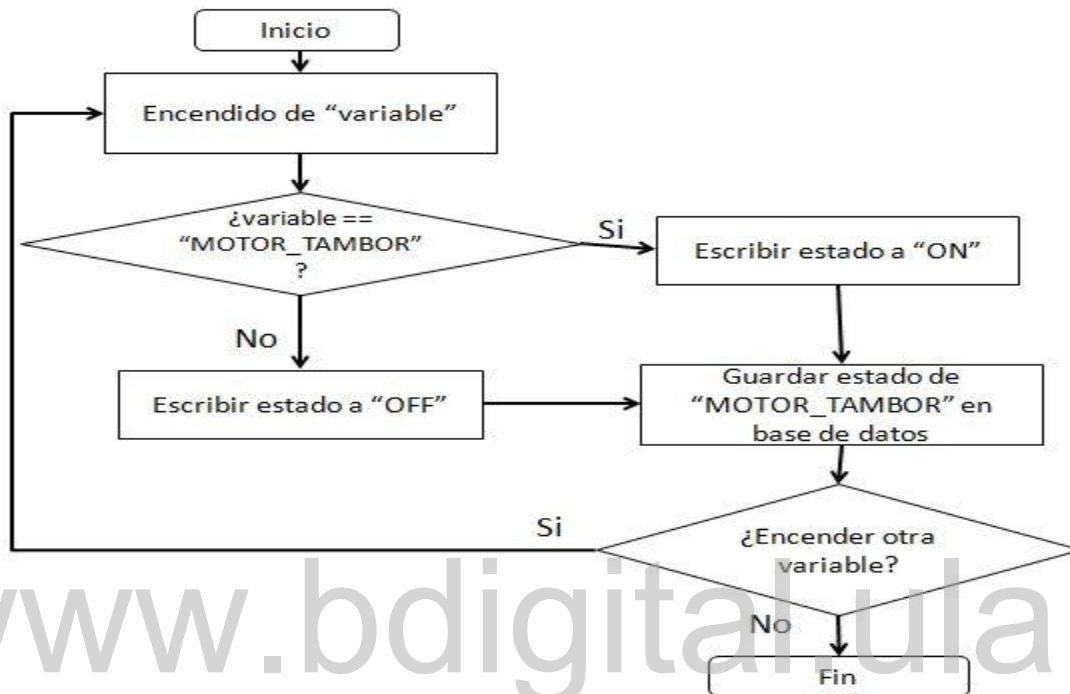 Inicio
Encendido de “variable”
¿variable ==
“MOTOR_TAMBOR”
?
Si
Escribir estado a “ON”
No
Escribir estado a “OFF”
Guardar estado de
“MOTOR_TAMBOR” en
base de datos
Si
¿Encender otra
variable?
No
Fin
www.bdigital.ula